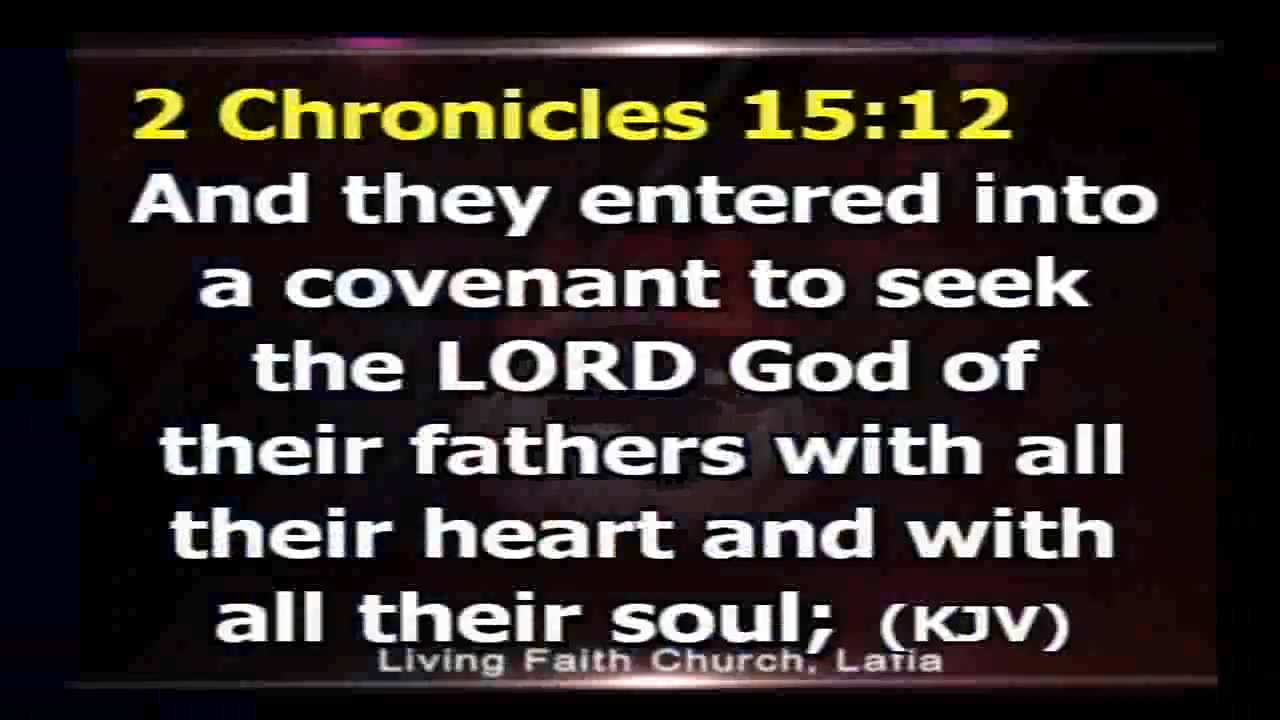 2 Chronicles 15:12
And they entered into
a covenant to seek
the LORD God of
their fathers with all
their heart and with
all their soul; (KJV)
Living Faith Church, Lafia